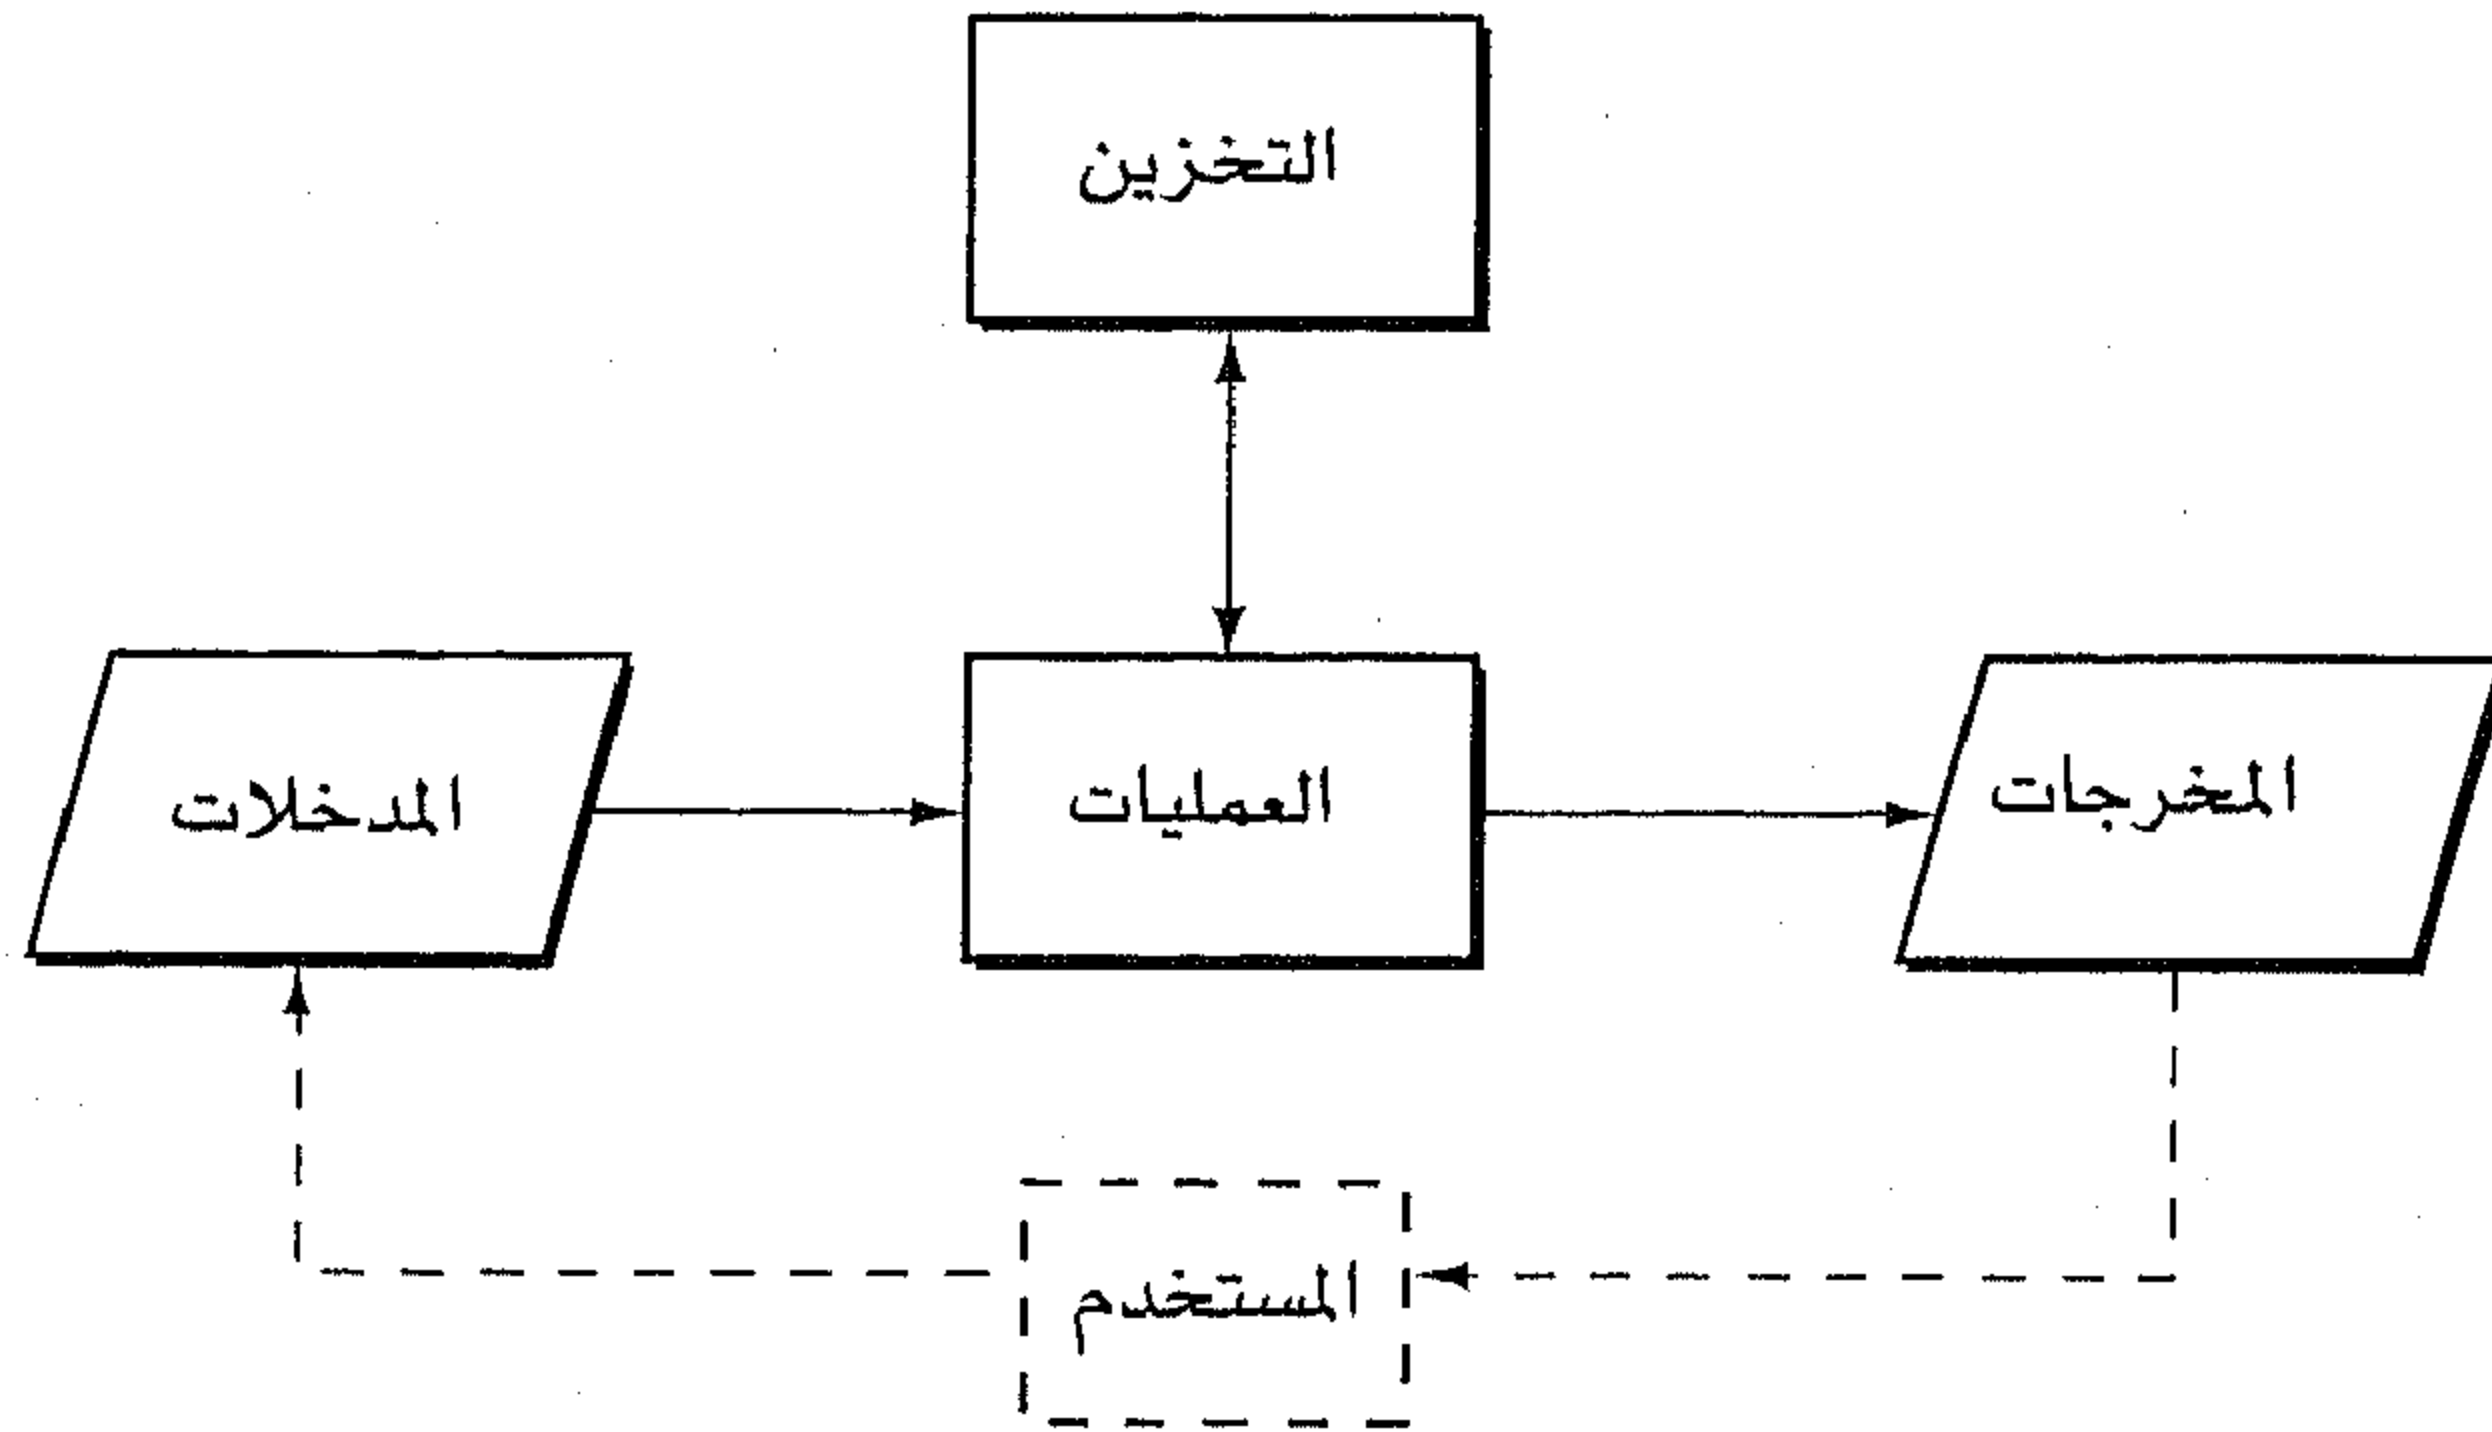 التخزين
المدخلات
العمليات
المخرجات
المستخدم